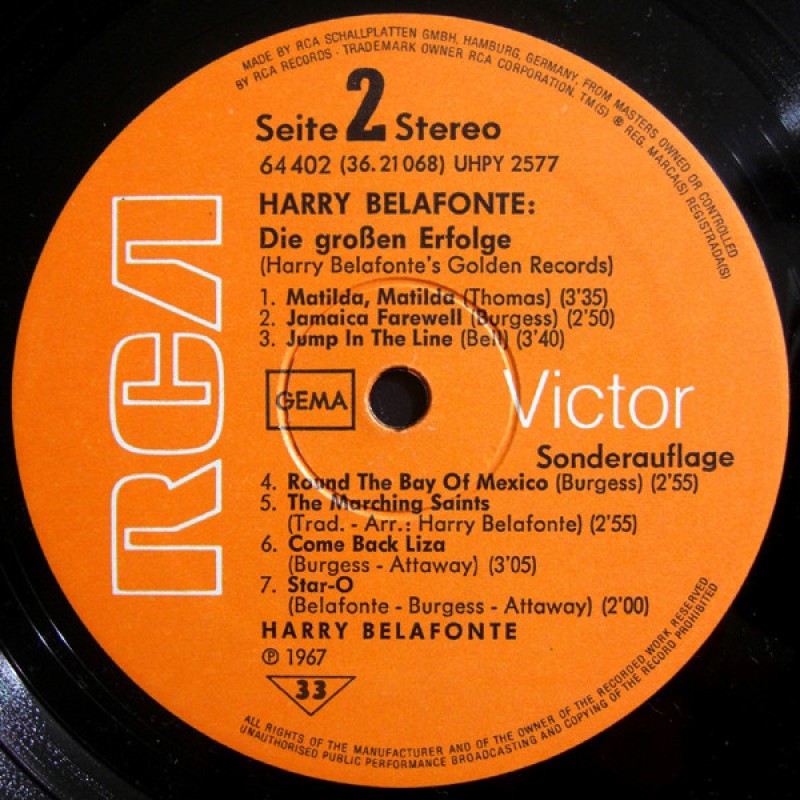 MADE BY RCA SCHALLPLATTEN GMBH, HAMBURG, GERMANY, FROM MASTERS OWNED OR CONTROLLED
BY RCA RECORDS - TRADEMARK OWNER RCA CORPORATION. TM(S) ® REG. MARCA(S) REGISTRADA(S)
Seite 2 Stereo
64 402 (36.21 068) UHPY 2577
HARRY BELAFONTE:
Die großen Erfolge
(Harry Belafonte's Golden Records)
1. Matilda, Matilda (Thomas) (3'35)
2. Jamaica Farewell (Burgess) (2'50)
3. Jump In The Line (Bell) (3'40)
RCA
GEMA
Victor
Sonderauflage
4. Round The Bay Of Mexico (Burgess) (2'55)
5. The Marching Saints
(Trad. - Arr.: Harry Belafonte) (2'55)
6. Come Back Liza
(Burgess - Attaway) (3'05)
7. Star-O
(Belafonte - Burgess - Attaway) (2'00)
HARRY BELAFONTE
℗ 1967
33
ALL RIGHTS OF THE MANUFACTURER AND OF THE OWNER OF THE RECORDED WORK RESERVED
UNAUTHORISED PUBLIC PERFORMANCE BROADCASTING AND COPYING OF THE RECORD PROHIBITED